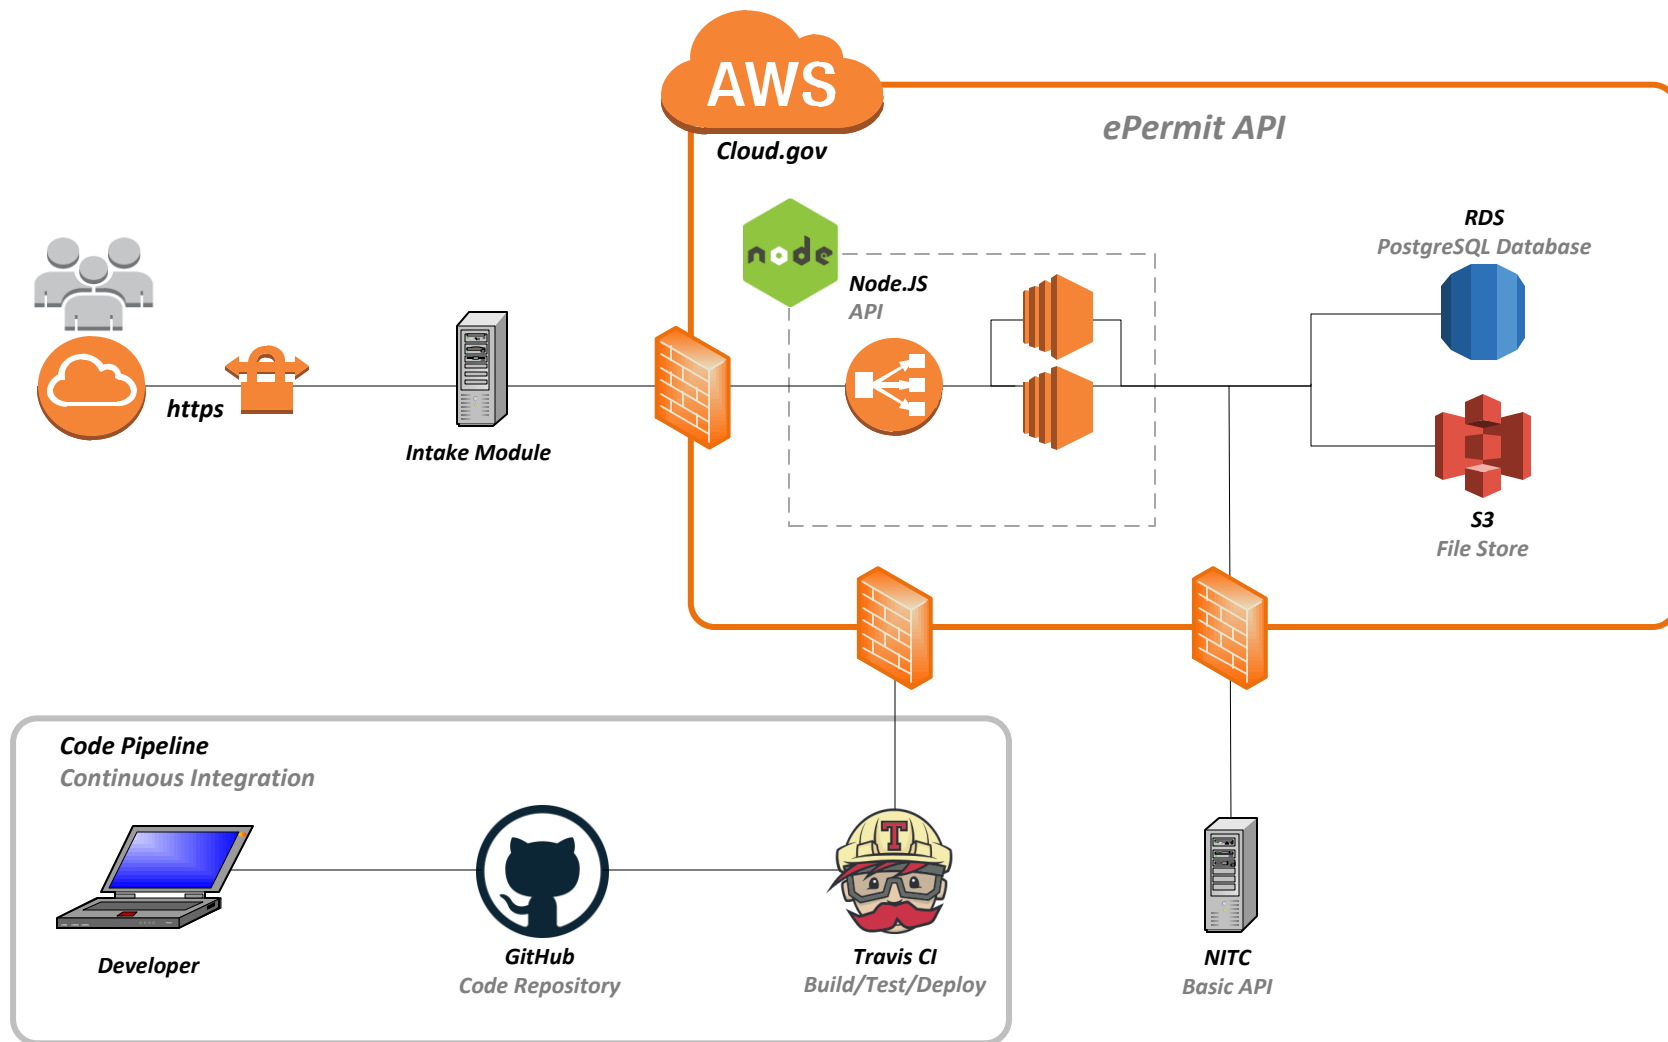 AWS
Cloud.gov
ePermit API
node
Node.JS
API
RDS
PostgreSQL Database
https
Intake Module
S3
File Store
Code Pipeline
Continuous Integration
T
Developer
GitHub
Code Repository
Travis CI
Build/Test/Deploy
NITC
Basic API